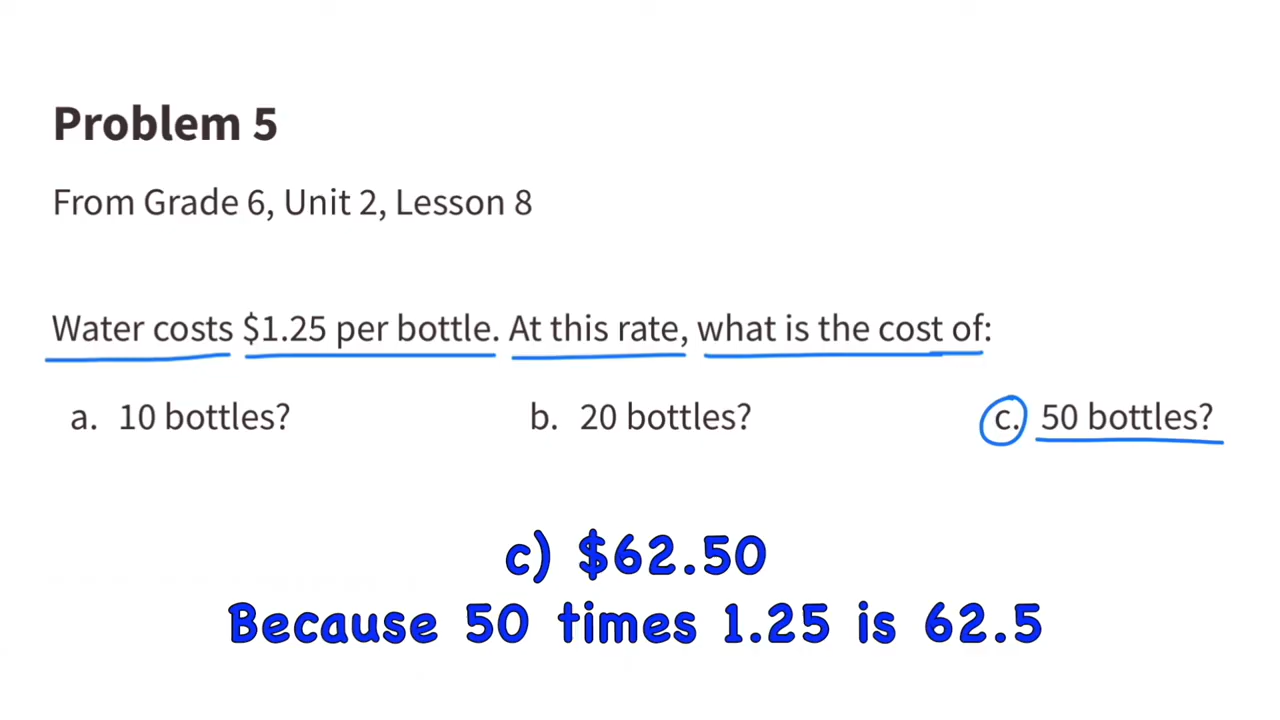 Problem 5
From Grade 6, Unit 2, Lesson 8
Water costs $1.25 per bottle. At this rate, what is the cost of:
a. 10 bottles? b. 20 bottles? c. 50 bottles?
c) $62.50
Because 50 times 1.25 is 62.5